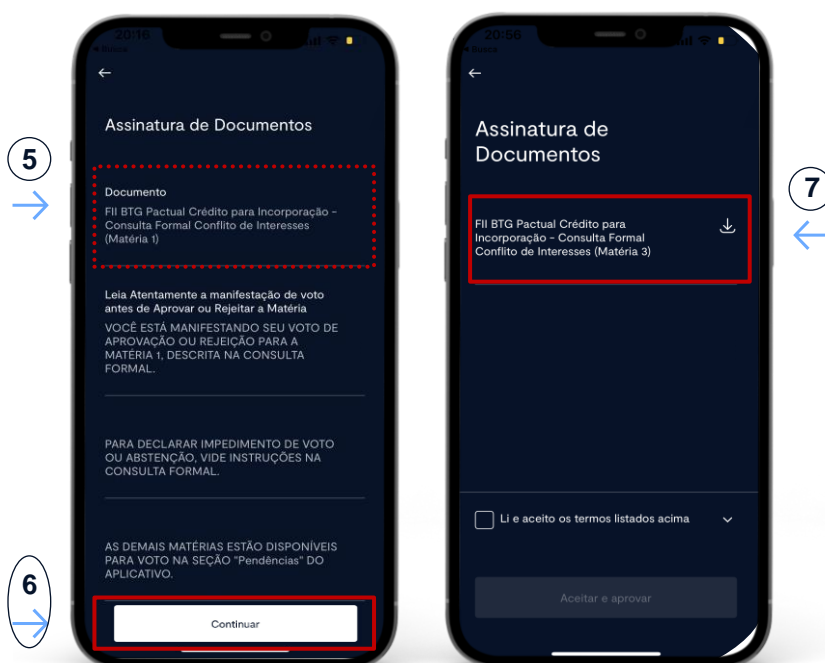 20:16
Busca
Assinatura de Documentos
5
Documento
FII BTG Pactual Crédito para Incorporação -
Consulta Formal Conflito de Interesses
(Matéria 1)
Leia Atentamente a manifestação de voto
antes de Aprovar ou Rejeitar a Matéria
VOCÊ ESTÁ MANIFESTANDO SEU VOTO DE
APROVAÇÃO OU REJEIÇÃO PARA A
MATÉRIA 1, DESCRITA NA CONSULTA
FORMAL.
PARA DECLARAR IMPEDIMENTO DE VOTO
OU ABSTENÇÃO, VIDE INSTRUÇÕES NA
CONSULTA FORMAL.
AS DEMAIS MATÉRIAS ESTÃO DISPONÍVEIS
PARA VOTO NA SEÇÃO "Pendências" DO
APLICATIVO.
6
Continuar
20:56
Busca
Assinatura de
Documentos
7
FII BTG Pactual Crédito para
Incorporação - Consulta Formal
Conflito de Interesses (Matéria 3)
Li e aceito os termos listados acima
Aceitar e aprovar